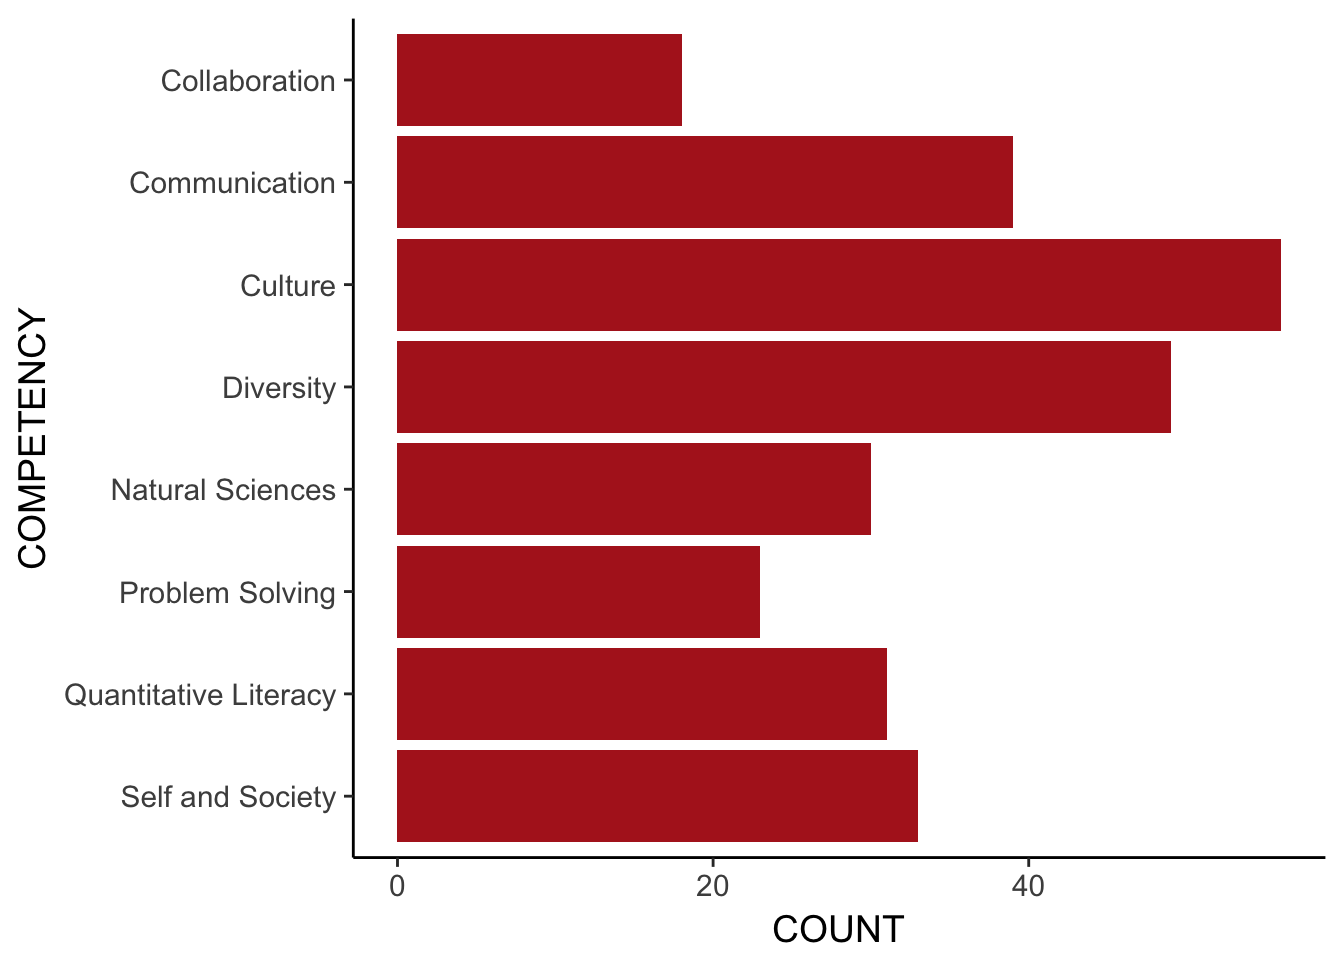 Collaboration
Communication
Culture
Diversity
Natural Sciences
Problem Solving
Quantitative Literacy
Self and Society
COMPETENCY
0 20 40
COUNT